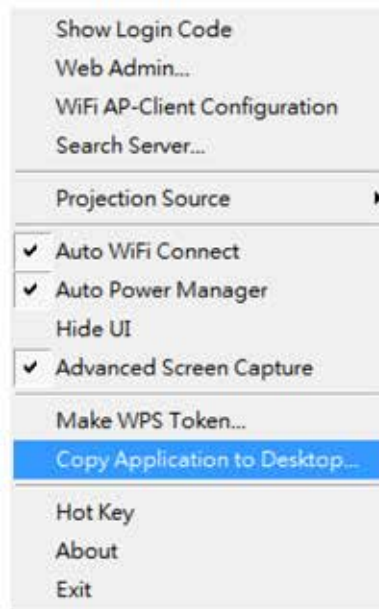 Show Login Code
Web Admin...
WiFi AP-Client Configuration
Search Server...
Projection Source
Auto WiFi Connect
Auto Power Manager
Hide UI
Advanced Screen Capture
Make WPS Token...
Copy Application to Desktop...
Hot Key
About
Exit